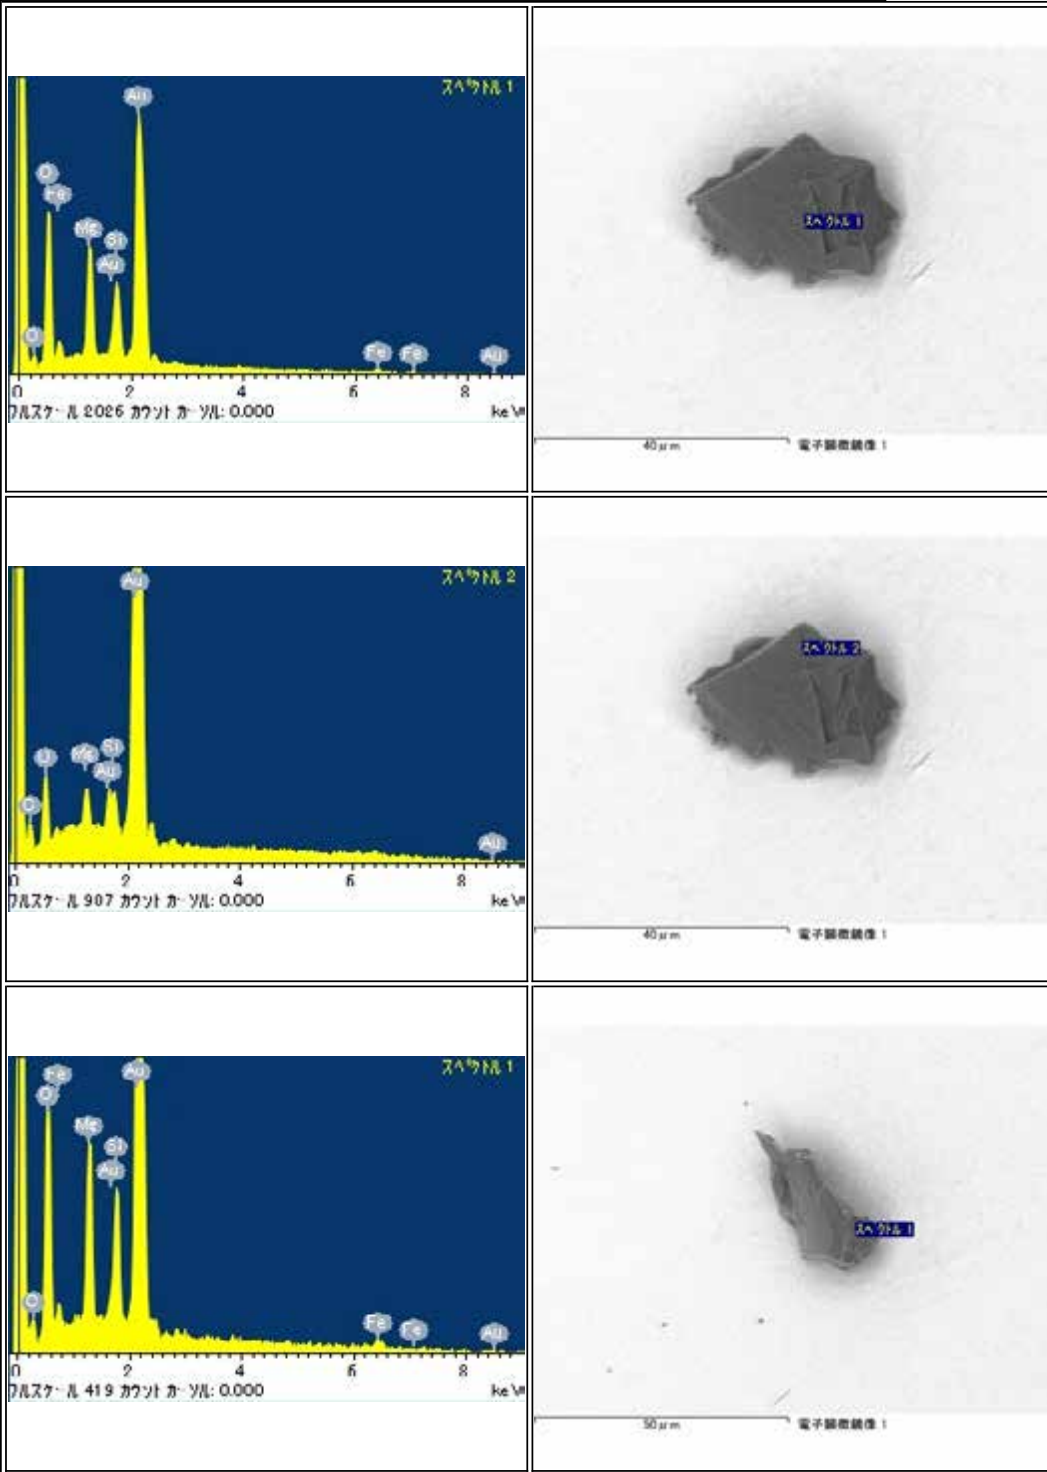 スペクトル 1
Au
O
Fe
Mg
Si
Au
C
Fe
Fe
Au
0
2
4
6
8
フルスケール 2026 カウント カーソル: 0.000
keV
スペクトル 1
40μm
電子顕微鏡像 1
スペクトル 2
Au
O
Mg
Si
Au
C
Au
0
2
4
6
8
フルスケール 907 カウント カーソル: 0.000
keV
スペクトル 2
40μm
電子顕微鏡像 1
スペクトル 1
Fe
Au
O
Mg
Si
Au
C
Fe
Fe
Au
0
2
4
6
8
フルスケール 419 カウント カーソル: 0.000
keV
スペクトル 1
50μm
電子顕微鏡像 1